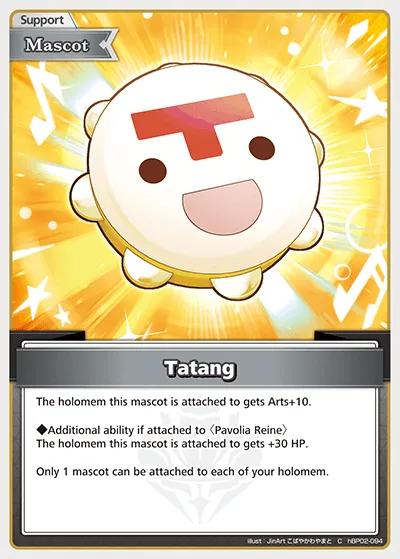 Support
Mascot
T
Tatang
The holomem this mascot is attached to gets Arts+10.
◆Additional ability if attached to 〈Pavolia Reine〉
The holomem this mascot is attached to gets +30 HP.
Only 1 mascot can be attached to each of your holomem.
illust : JinArt こばやかわやまと C hBP02-094